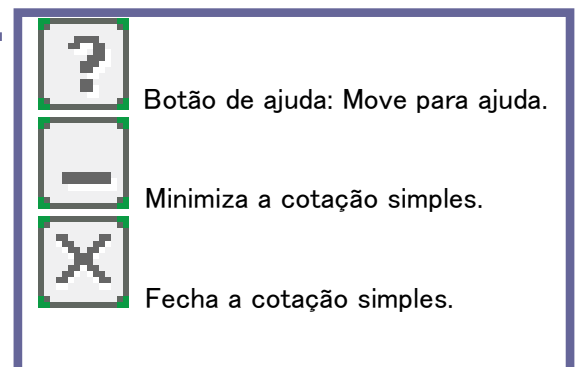 ?
Botão de ajuda: Move para ajuda.
Minimiza a cotação simples.
Fecha a cotação simples.